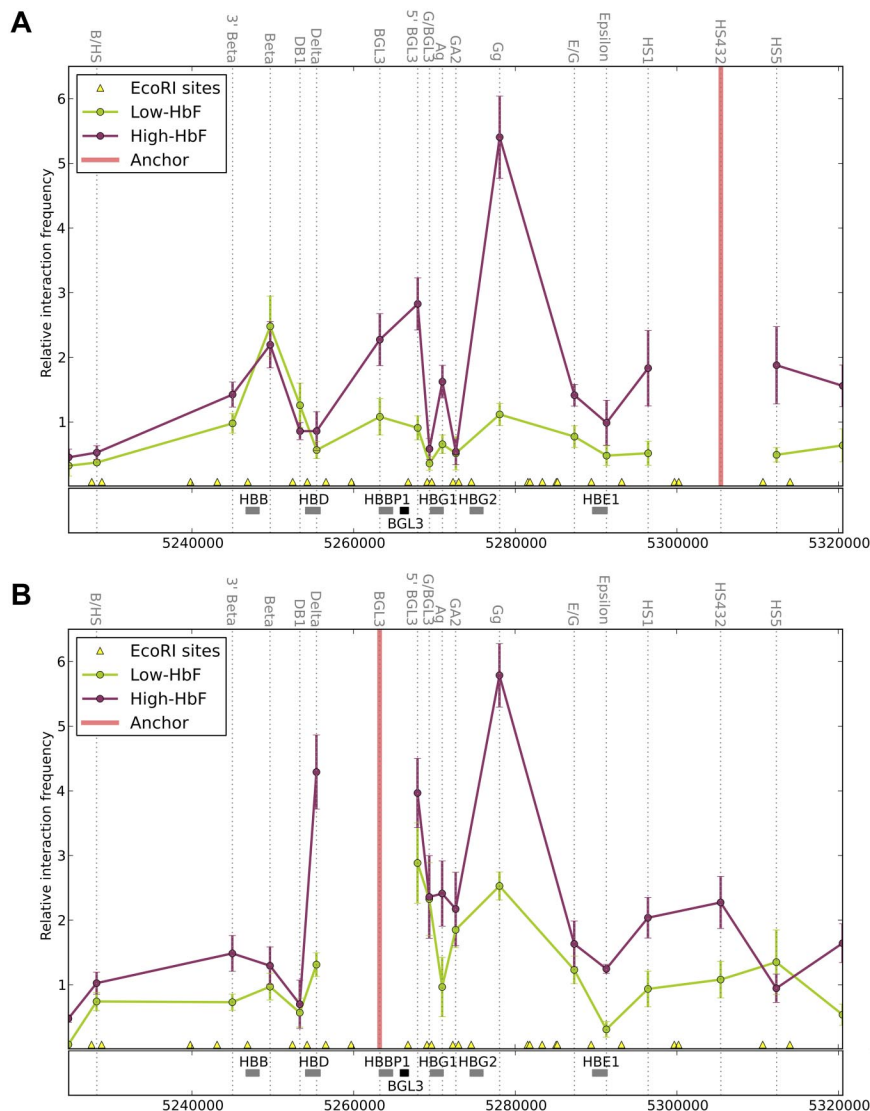 A
B/HS 3' Beta Beta DB1 Delta BGL3 5' BGL3 G/BGL3 Ag GA2 Gg E/G Epsilon HS1 HS432 HS5
EcoRI sites
Low-HbF
High-HbF
Anchor
Relative interaction frequency
6
5
4
3
2
1
HBB HBD HBBP1 HBG1 HBG2 HBE1
BGL3
5240000 5260000 5280000 5300000 5320000
B
B/HS 3' Beta Beta DB1 Delta BGL3 5' BGL3 G/BGL3 Ag GA2 Gg E/G Epsilon HS1 HS432 HS5
EcoRI sites
Low-HbF
High-HbF
Anchor
Relative interaction frequency
6
5
4
3
2
1
HBB HBD HBBP1 HBG1 HBG2 HBE1
BGL3
5240000 5260000 5280000 5300000 5320000